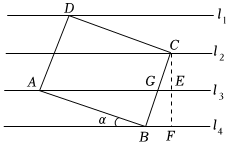 D l₁
C l₂
A G E l₃
α B F l₄